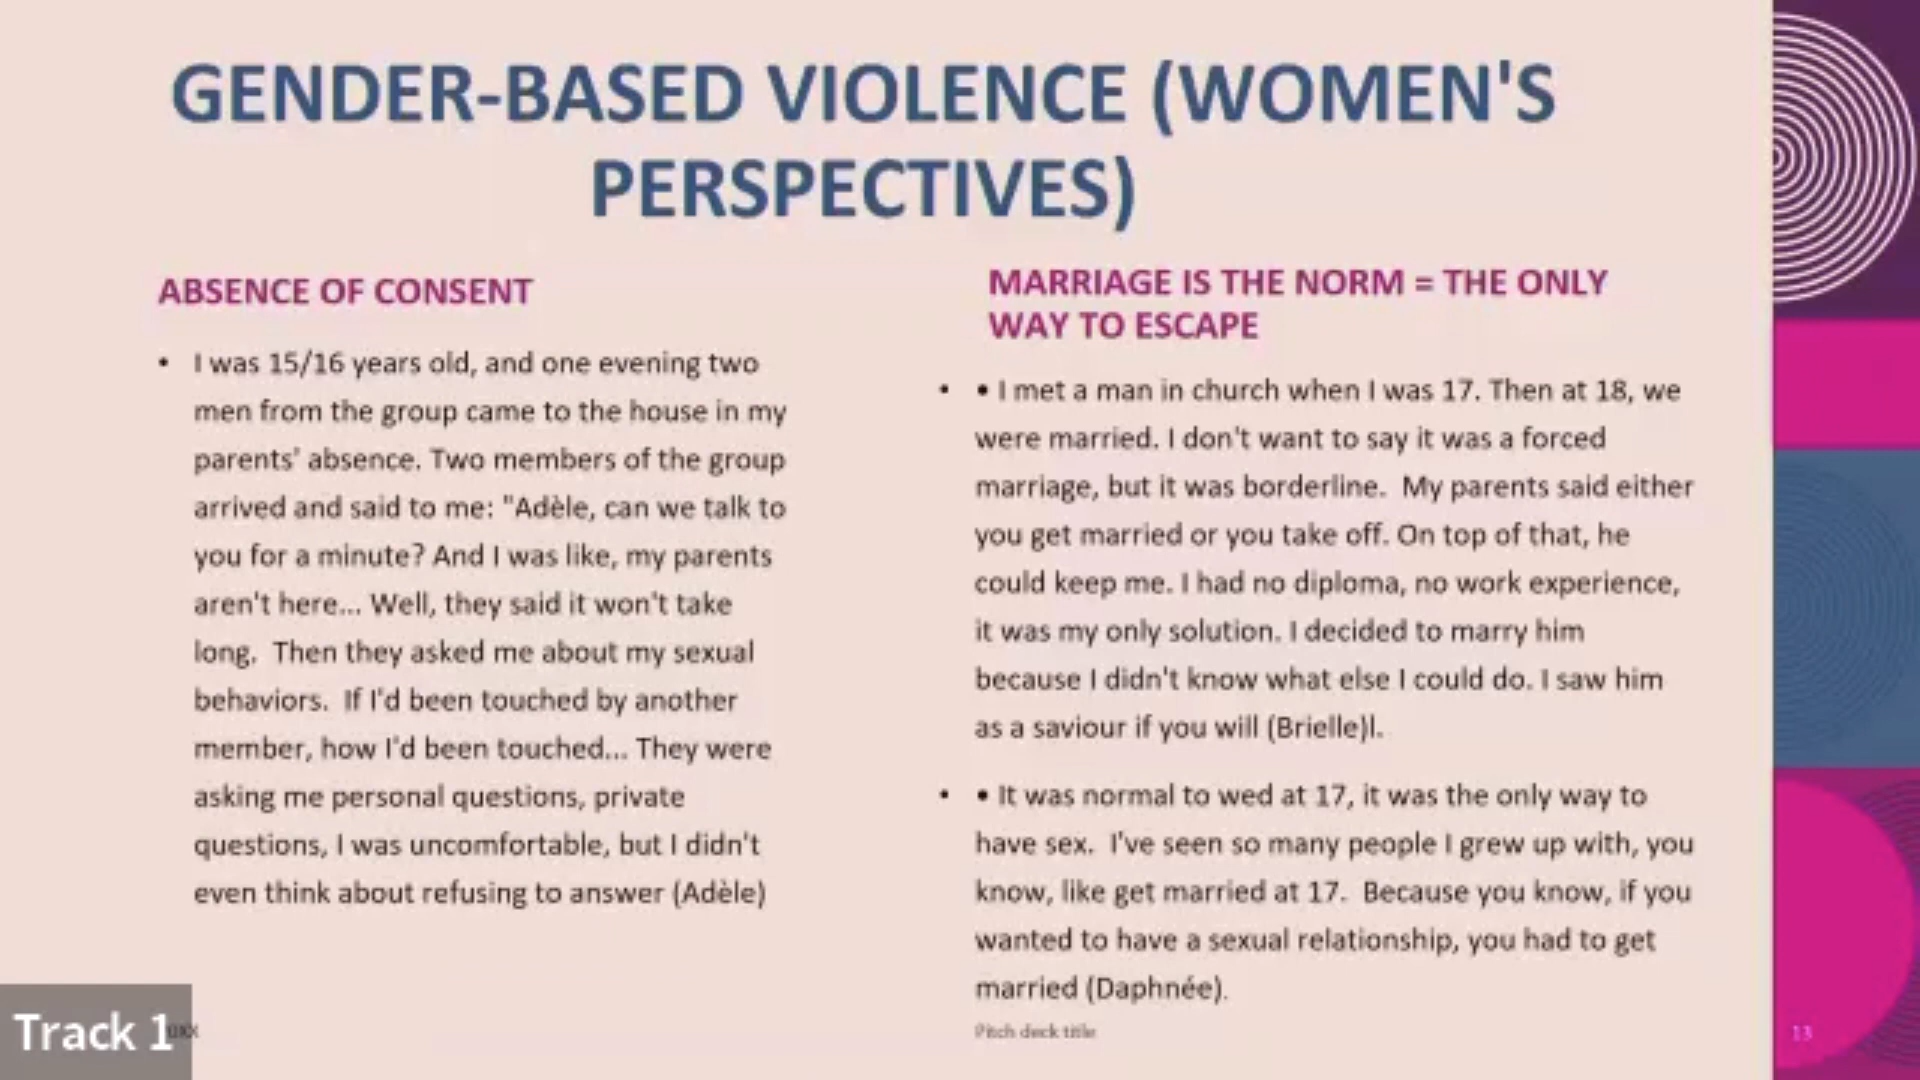 GENDER-BASED VIOLENCE (WOMEN'S
PERSPECTIVES)
ABSENCE OF CONSENT
• I was 15/16 years old, and one evening two
men from the group came to the house in my
parents' absence. Two members of the group
arrived and said to me: "Adèle, can we talk to
you for a minute? And I was like, my parents
aren't here... Well, they said it won't take
long.  Then they asked me about my sexual
behaviors.  If I'd been touched by another
member, how I'd been touched... They were
asking me personal questions, private
questions, I was uncomfortable, but I didn't
even think about refusing to answer (Adèle)
MARRIAGE IS THE NORM = THE ONLY
WAY TO ESCAPE
• • I met a man in church when I was 17. Then at 18, we
were married. I don't want to say it was a forced
marriage, but it was borderline.  My parents said either
you get married or you take off. On top of that, he
could keep me. I had no diploma, no work experience,
it was my only solution. I decided to marry him
because I didn't know what else I could do. I saw him
as a saviour if you will (Brielle)l.
• • It was normal to wed at 17, it was the only way to
have sex.  I've seen so many people I grew up with, you
know, like get married at 17.  Because you know, if you
wanted to have a sexual relationship, you had to get
married (Daphnée).
Track 1
Pitch deck title
13